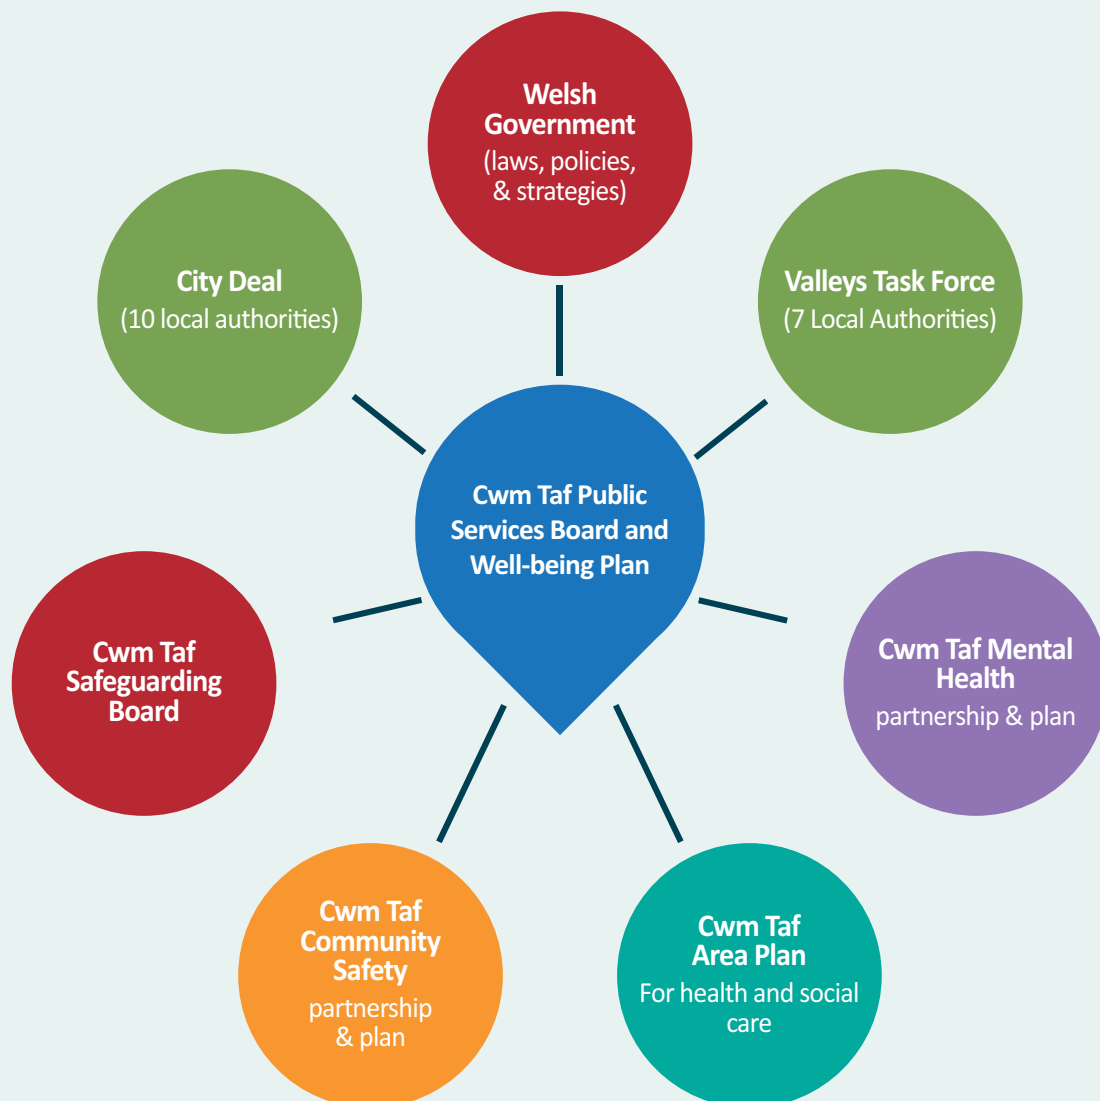 Welsh
Government
(laws, policies,
& strategies)
City Deal
(10 local authorities)
Valleys Task Force
(7 Local Authorities)
Cwm Taf Public
Services Board and
Well-being Plan
Cwm Taf
Safeguarding
Board
Cwm Taf Mental
Health
partnership & plan
Cwm Taf
Community
Safety
partnership
& plan
Cwm Taf
Area Plan
For health and social
care